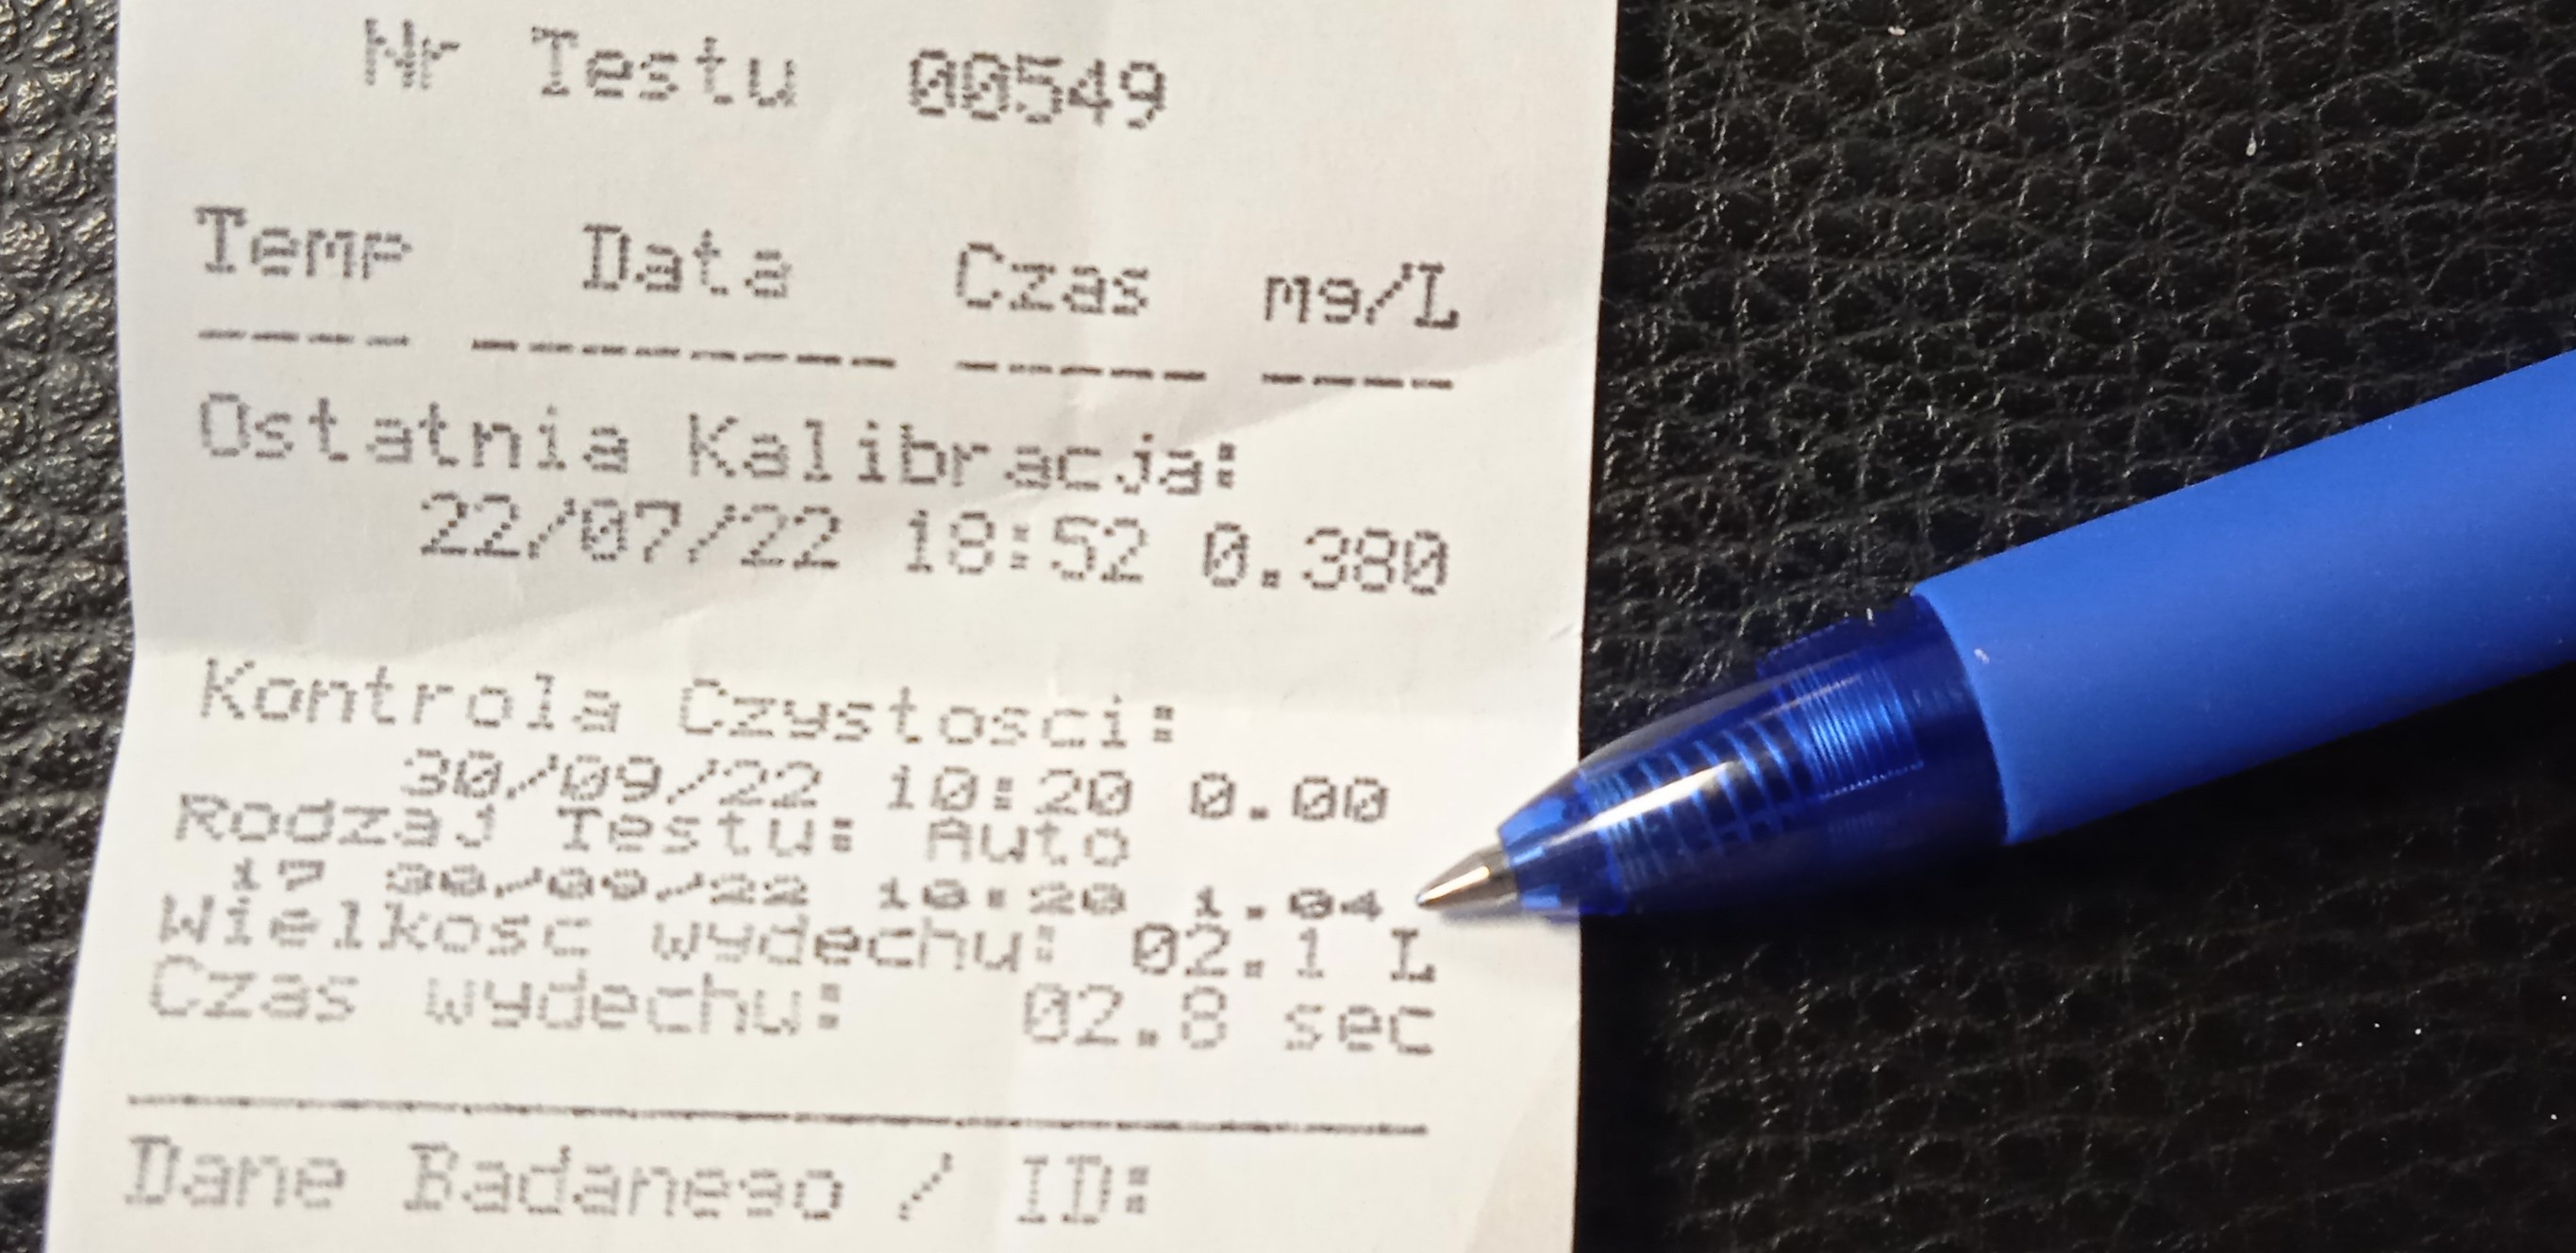 Nr Testu 00549
Temp Data Czas mg/L
Ostatnia Kalibracja:
22/07/22 18:52 0.380
Kontrola Czystosci:
30/09/22 10:20 0.00
Rodzaj Testu: Auto
17 30/09/22 10:20 1.04
Wielkosc wydechu: 02.1 L
Czas wydechu: 02.8 sec
Dane Badanego / ID: